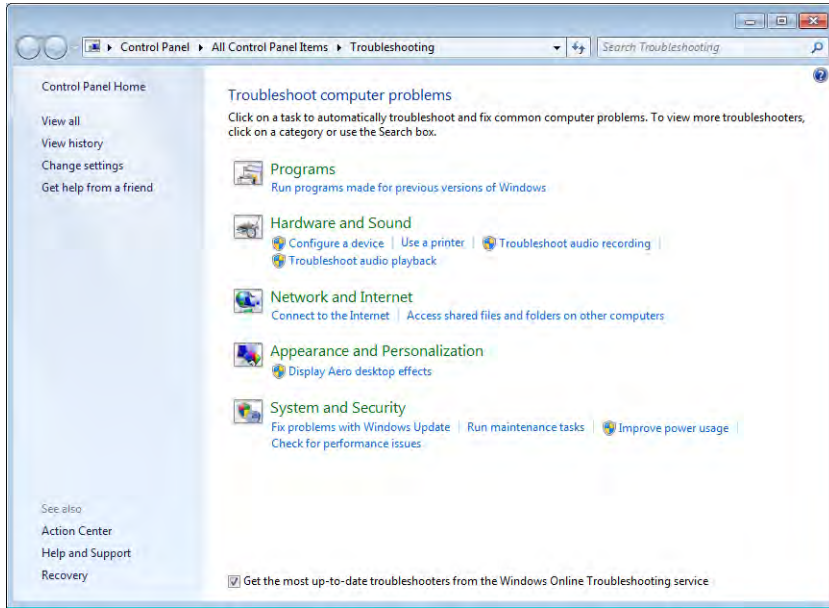 Control Panel ▸ All Control Panel Items ▸ Troubleshooting
Search Troubleshooting
Control Panel Home
View all
View history
Change settings
Get help from a friend
See also
Action Center
Help and Support
Recovery
Troubleshoot computer problems
Click on a task to automatically troubleshoot and fix common computer problems. To view more troubleshooters,
click on a category or use the Search box.
Programs
Run programs made for previous versions of Windows
Hardware and Sound
Configure a device | Use a printer | Troubleshoot audio recording |
Troubleshoot audio playback
Network and Internet
Connect to the Internet | Access shared files and folders on other computers
Appearance and Personalization
Display Aero desktop effects
System and Security
Fix problems with Windows Update | Run maintenance tasks | Improve power usage |
Check for performance issues
Get the most up-to-date troubleshooters from the Windows Online Troubleshooting service